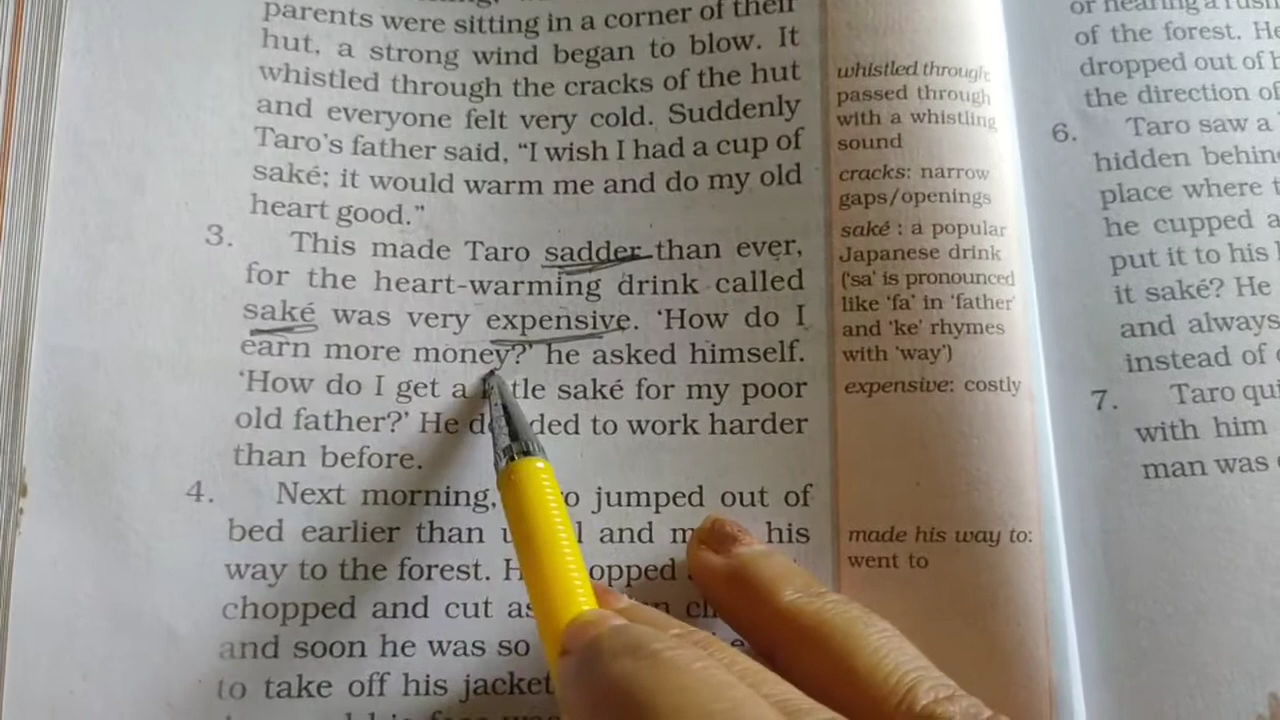 parents were sitting in a corner of their
hut, a strong wind began to blow. It
whistled through the cracks of the hut
and everyone felt very cold. Suddenly
Taro's father said, “I wish I had a cup of
saké; it would warm me and do my old
heart good.”
3. This made Taro sadder than ever,
for the heart-warming drink called
saké was very expensive. ‘How do I
earn more money?’ he asked himself.
‘How do I get a little saké for my poor
old father?’ He decided to work harder
than before.
4. Next morning, jumped out of
bed earlier than and his
way to the forest. opped
chopped and cut
and soon he was so
to take off his jacket
whistled through:
passed through
with a whistling
sound
cracks: narrow
gaps/openings
saké : a popular
Japanese drink
(‘sa’ is pronounced
like ‘fa’ in ‘father’
and ‘ke’ rhymes
with ‘way’)
expensive: costly
made his way to:
went to
or hearing a
of the forest. He
dropped out of
the direction of
6. Taro saw a
hidden behin
place where
he cupped a
put it to his
it saké? He
and always
instead of
7. Taro qui
with him
man was